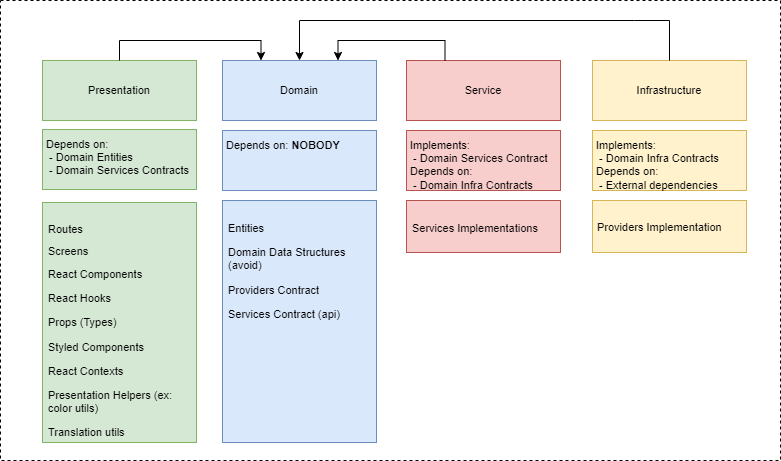 Presentation
Domain
Service
Infrastructure
Depends on:
- Domain Entities
- Domain Services Contracts
Depends on: NOBODY
Implements:
- Domain Services Contract
Depends on:
- Domain Infra Contracts
Implements:
- Domain Infra Contracts
Depends on:
- External dependencies
Routes
Screens
React Components
React Hooks
Props (Types)
Styled Components
React Contexts
Presentation Helpers (ex:
color utils)
Translation utils
Entities
Domain Data Structures
(avoid)
Providers Contract
Services Contract (api)
Services Implementations
Providers Implementation